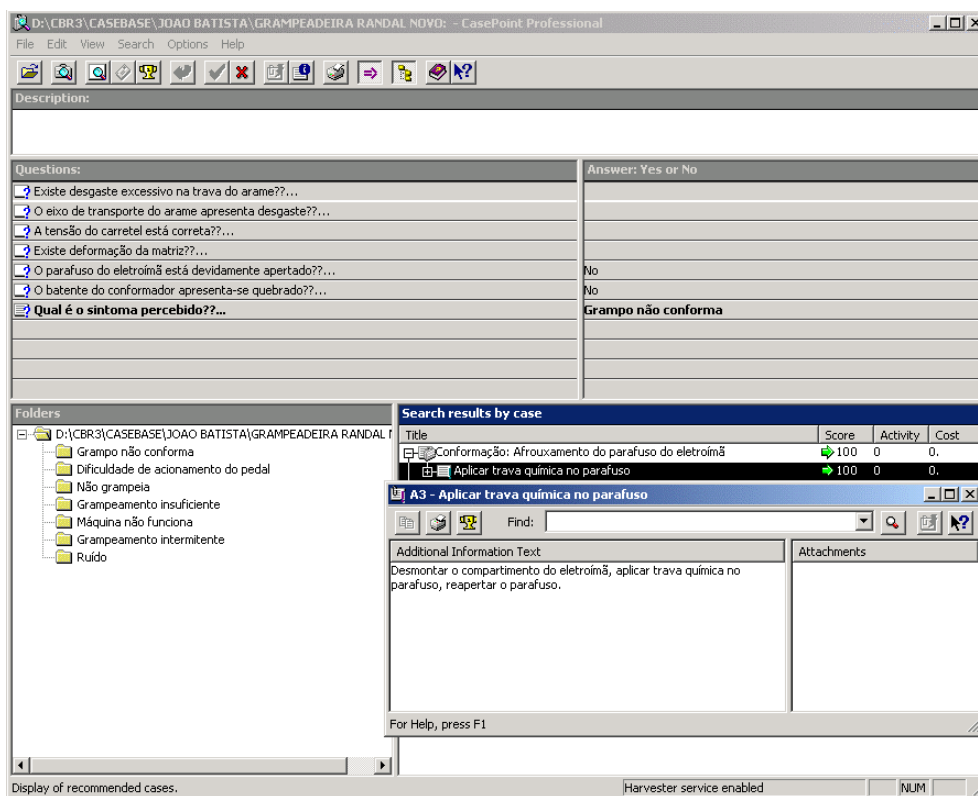 D:\CBR3\CASEBASE\JOAO BATISTA\GRAMPEADEIRA RANDAL NOVO: - CasePoint Professional
File Edit View Search Options Help
Description:
Questions:
Answer: Yes or No
Existe desgaste excessivo na trava do arame??...
O eixo de transporte do arame apresenta desgaste??...
A tensão do carretel está correta??...
Existe deformação da matriz??...
O parafuso do eletroímã está devidamente apertado??...
No
O batente do conformador apresenta-se quebrado??...
No
Qual é o sintoma percebido??...
Grampo não conforma
Folders
D:\CBR3\CASEBASE\JOAO BATISTA\GRAMPEADEIRA RANDAL
Grampo não conforma
Dificuldade de acionamento do pedal
Não grampeia
Grampeamento insuficiente
Máquina não funciona
Grampeamento intermitente
Ruído
Search results by case
Title Score Activity Cost
Conformação: Afrouxamento do parafuso do eletroímã 100 0 0.
Aplicar trava química no parafuso 100 0 0.
A3 - Aplicar trava química no parafuso
Find:
Additional Information Text
Attachments
Desmontar o compartimento do eletroímã, aplicar trava química no
parafuso, reapertar o parafuso.
For Help, press F1
Display of recommended cases.
Harvester service enabled
NUM